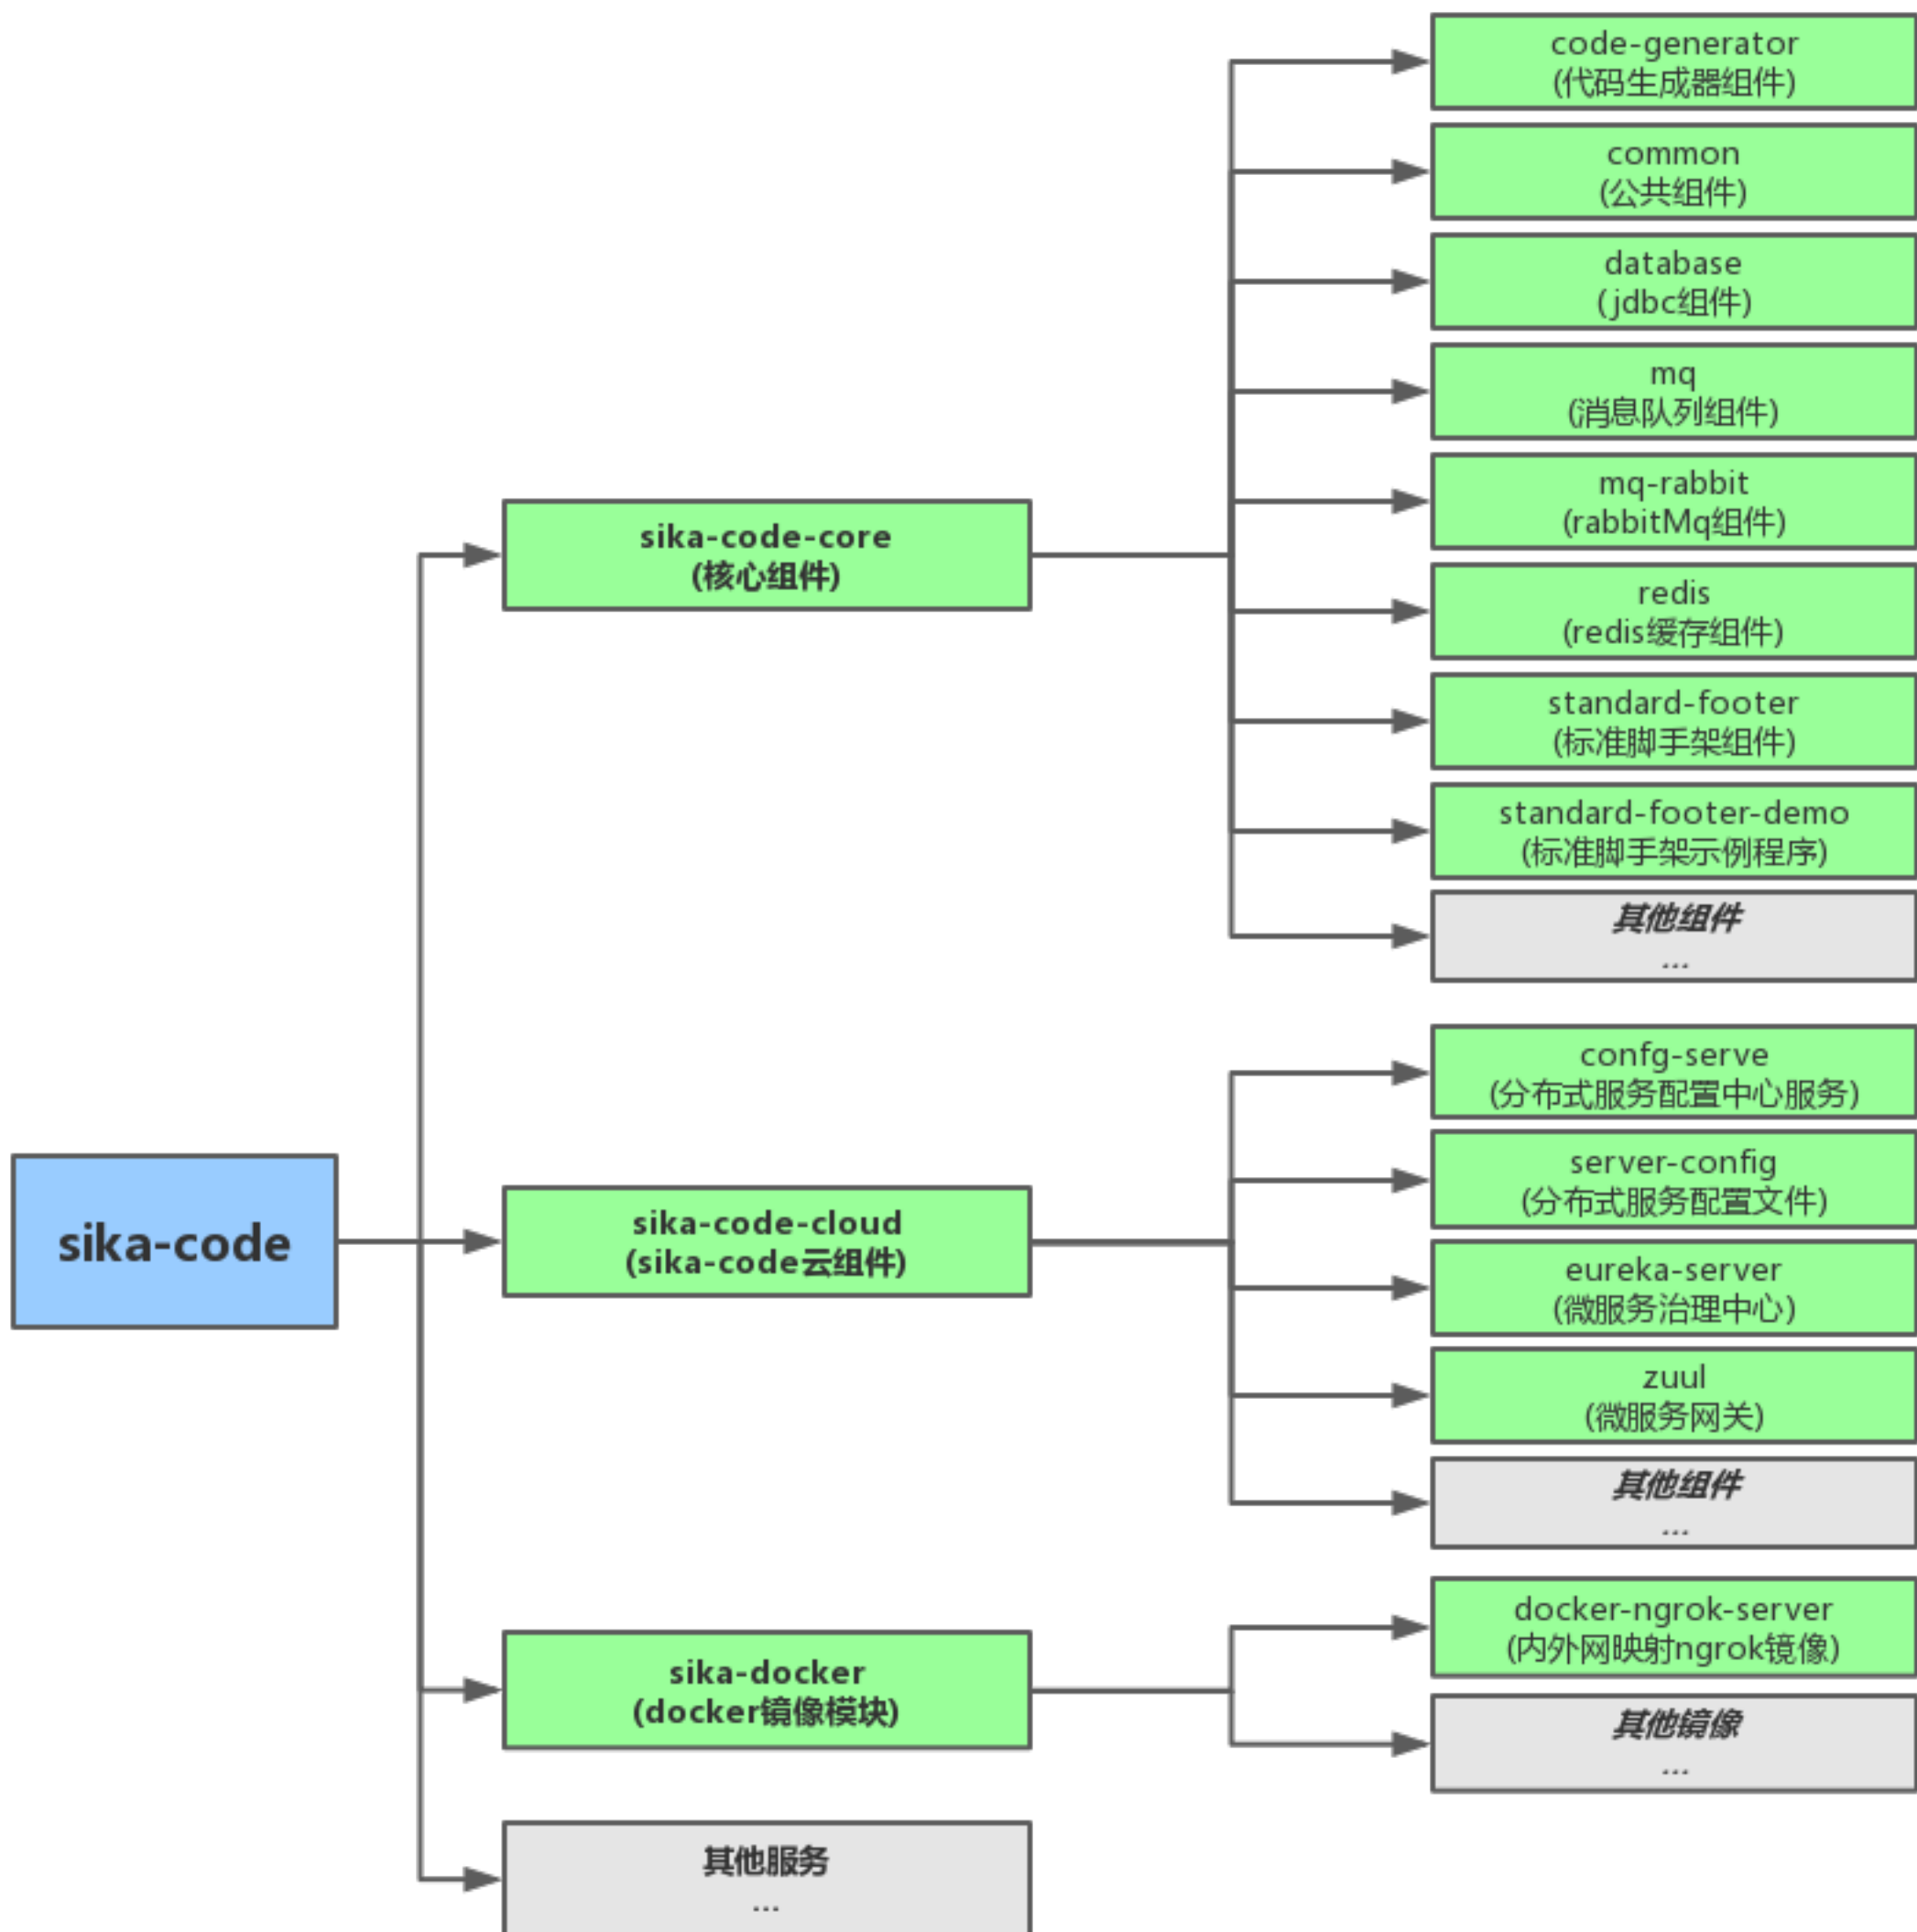 code-generator
(代码生成器组件)
common
(公共组件)
database
(jdbc组件)
mq
(消息队列组件)
mq-rabbit
(rabbitMq组件)
sika-code-core
(核心组件)
redis
(redis缓存组件)
standard-footer
(标准脚手架组件)
standard-footer-demo
(标准脚手架示例程序)
其他组件
...
confg-serve
(分布式服务配置中心服务)
server-config
(分布式服务配置文件)
sika-code
sika-code-cloud
(sika-code云组件)
eureka-server
(微服务治理中心)
zuul
(微服务网关)
其他组件
...
docker-ngrok-server
(内外网映射ngrok镜像)
sika-docker
(docker镜像模块)
其他镜像
...
其他服务
...